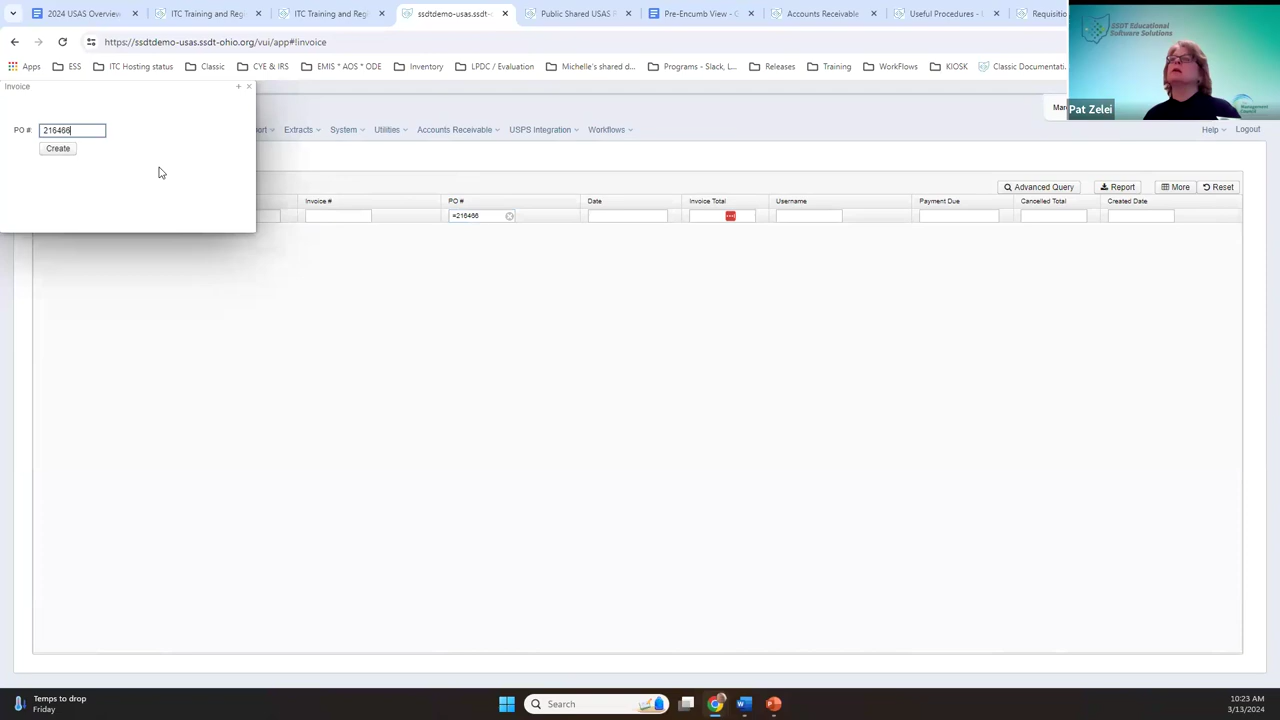 2024 USAS Overview
ITC Training and Reg
ITC Training and Reg
ssdtdemo-usas.ssdt-
Public Shared USAS
Pre-Encumb View
Accounts Receivable
Useful Procedures -
Requisitio
https://ssdtdemo-usas.ssdt-ohio.org/vui/app#!invoice
Apps
ESS
ITC Hosting status
Classic
CYE & IRS
EMIS * AOS * ODE
Inventory
LPDC / Evaluation
Michelle's shared d...
Programs - Slack, L...
Releases
Training
WorkFlows
KIOSK
Classic Documentati
SSDT Educational
Software Solutions
Management
Council
Pat Zelei
Invoice
PO #:
216466
Create
Extracts
System
Utilities
Accounts Receivable
USPS Integration
Workflows
Help
Logout
Advanced Query
Report
More
Reset
Invoice #
PO #
Date
Invoice Total
Username
Payment Due
Cancelled Total
Created Date
=216466
Temps to drop
Friday
Search
10:23 AM
3/13/2024